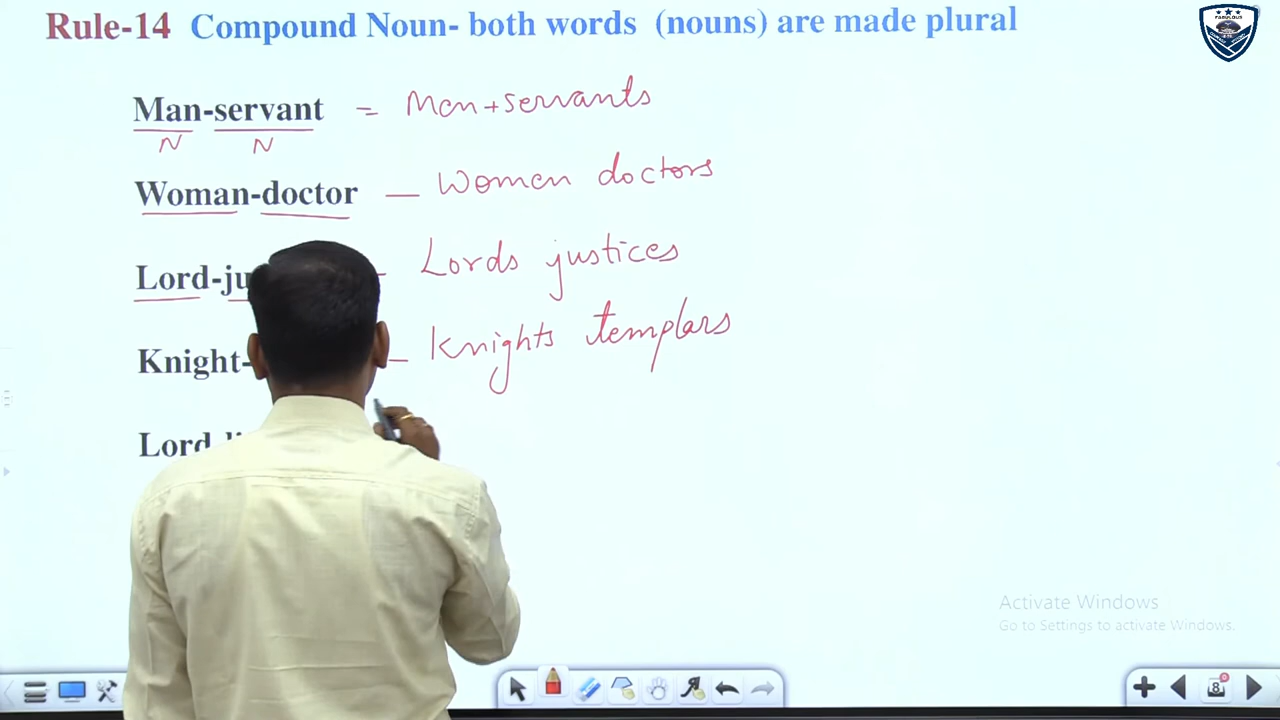 Rule-14 Compound Noun- both words (nouns) are made plural
Man-servant = Men+servants
N N
Woman-doctor — Women doctors
Lord-ju - Lords justices
Knight- — Knights templars
Lord
Activate Windows
Go to Settings to activate Windows.
8